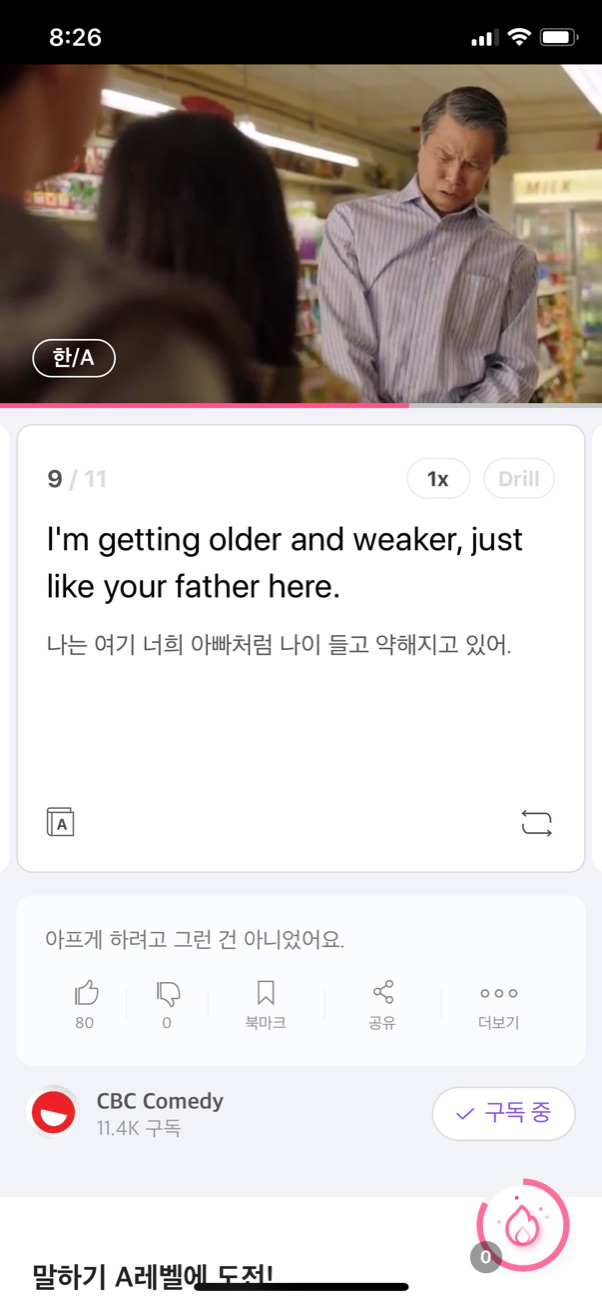 8:26
MILK
한/A
9 / 11
1x
Drill
I'm getting older and weaker, just
like your father here.
나는 여기 너희 아빠처럼 나이 들고 약해지고 있어.
A
아프게 하려고 그런 건 아니었어요.
80
0
북마크
공유
더보기
CBC Comedy
11.4K 구독
구독 중
0
말하기 A레벨에 도전!